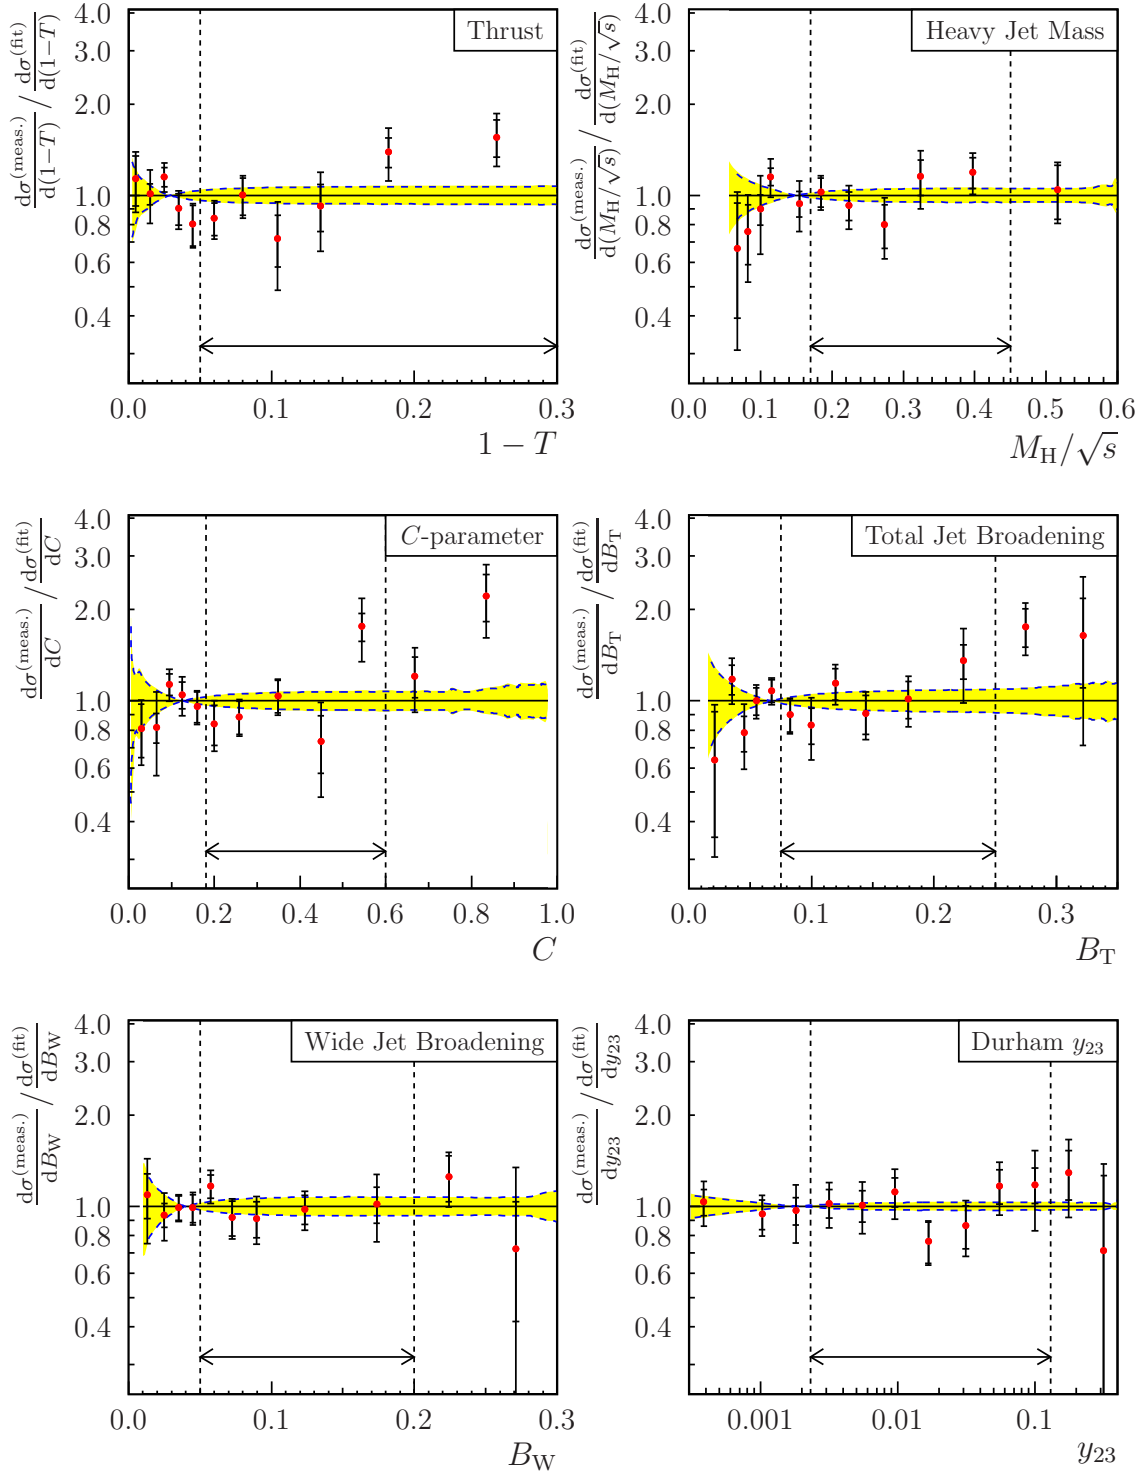 Thrust
dσ^(meas.)/d(1−T) / dσ^(fit)/d(1−T)
4.0
3.0
2.0
1.0
0.8
0.6
0.4
0.0 0.1 0.2 0.3
1 − T
Heavy Jet Mass
dσ^(meas.)/d(M_H/√s) / dσ^(fit)/d(M_H/√s)
4.0
3.0
2.0
1.0
0.8
0.6
0.4
0.0 0.1 0.2 0.3 0.4 0.5 0.6
M_H/√s
C-parameter
dσ^(meas.)/dC / dσ^(fit)/dC
4.0
3.0
2.0
1.0
0.8
0.6
0.4
0.0 0.2 0.4 0.6 0.8 1.0
C
Total Jet Broadening
dσ^(meas.)/dB_T / dσ^(fit)/dB_T
4.0
3.0
2.0
1.0
0.8
0.6
0.4
0.0 0.1 0.2 0.3
B_T
Wide Jet Broadening
dσ^(meas.)/dB_W / dσ^(fit)/dB_W
4.0
3.0
2.0
1.0
0.8
0.6
0.4
0.0 0.1 0.2 0.3
B_W
Durham y_23
dσ^(meas.)/dy_23 / dσ^(fit)/dy_23
4.0
3.0
2.0
1.0
0.8
0.6
0.4
0.001 0.01 0.1
y_23